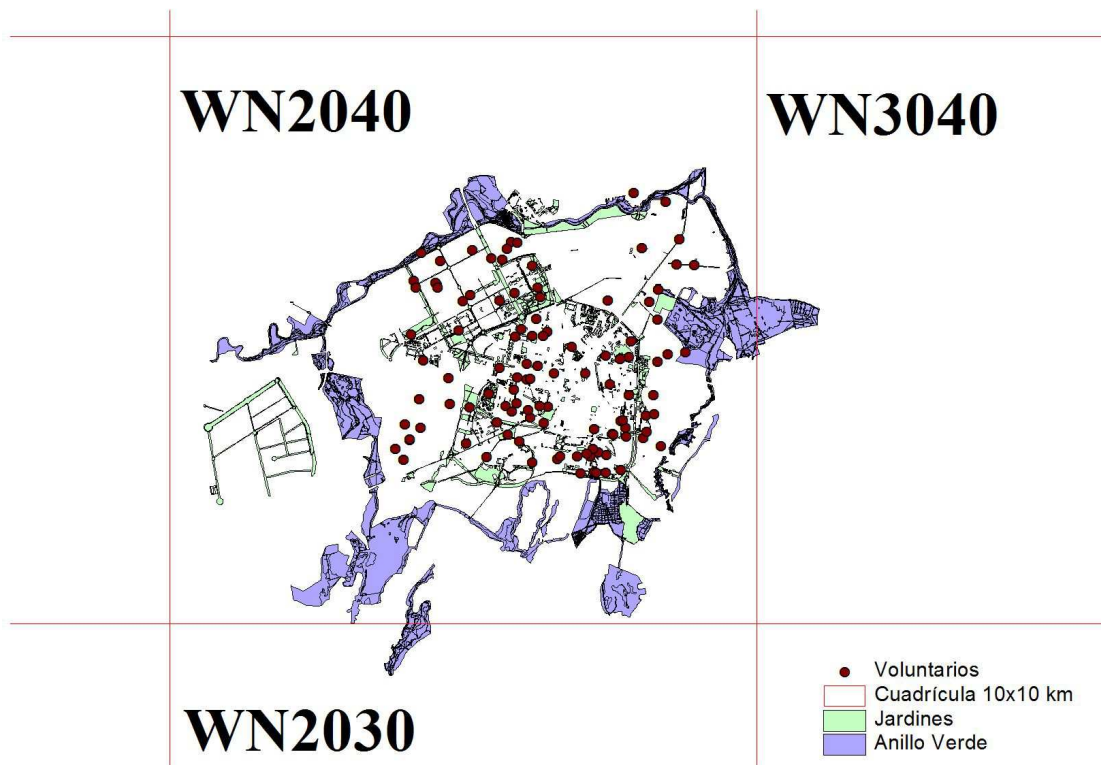 WN2040
WN3040
WN2030
Voluntarios
Cuadrícula 10x10 km
Jardines
Anillo Verde